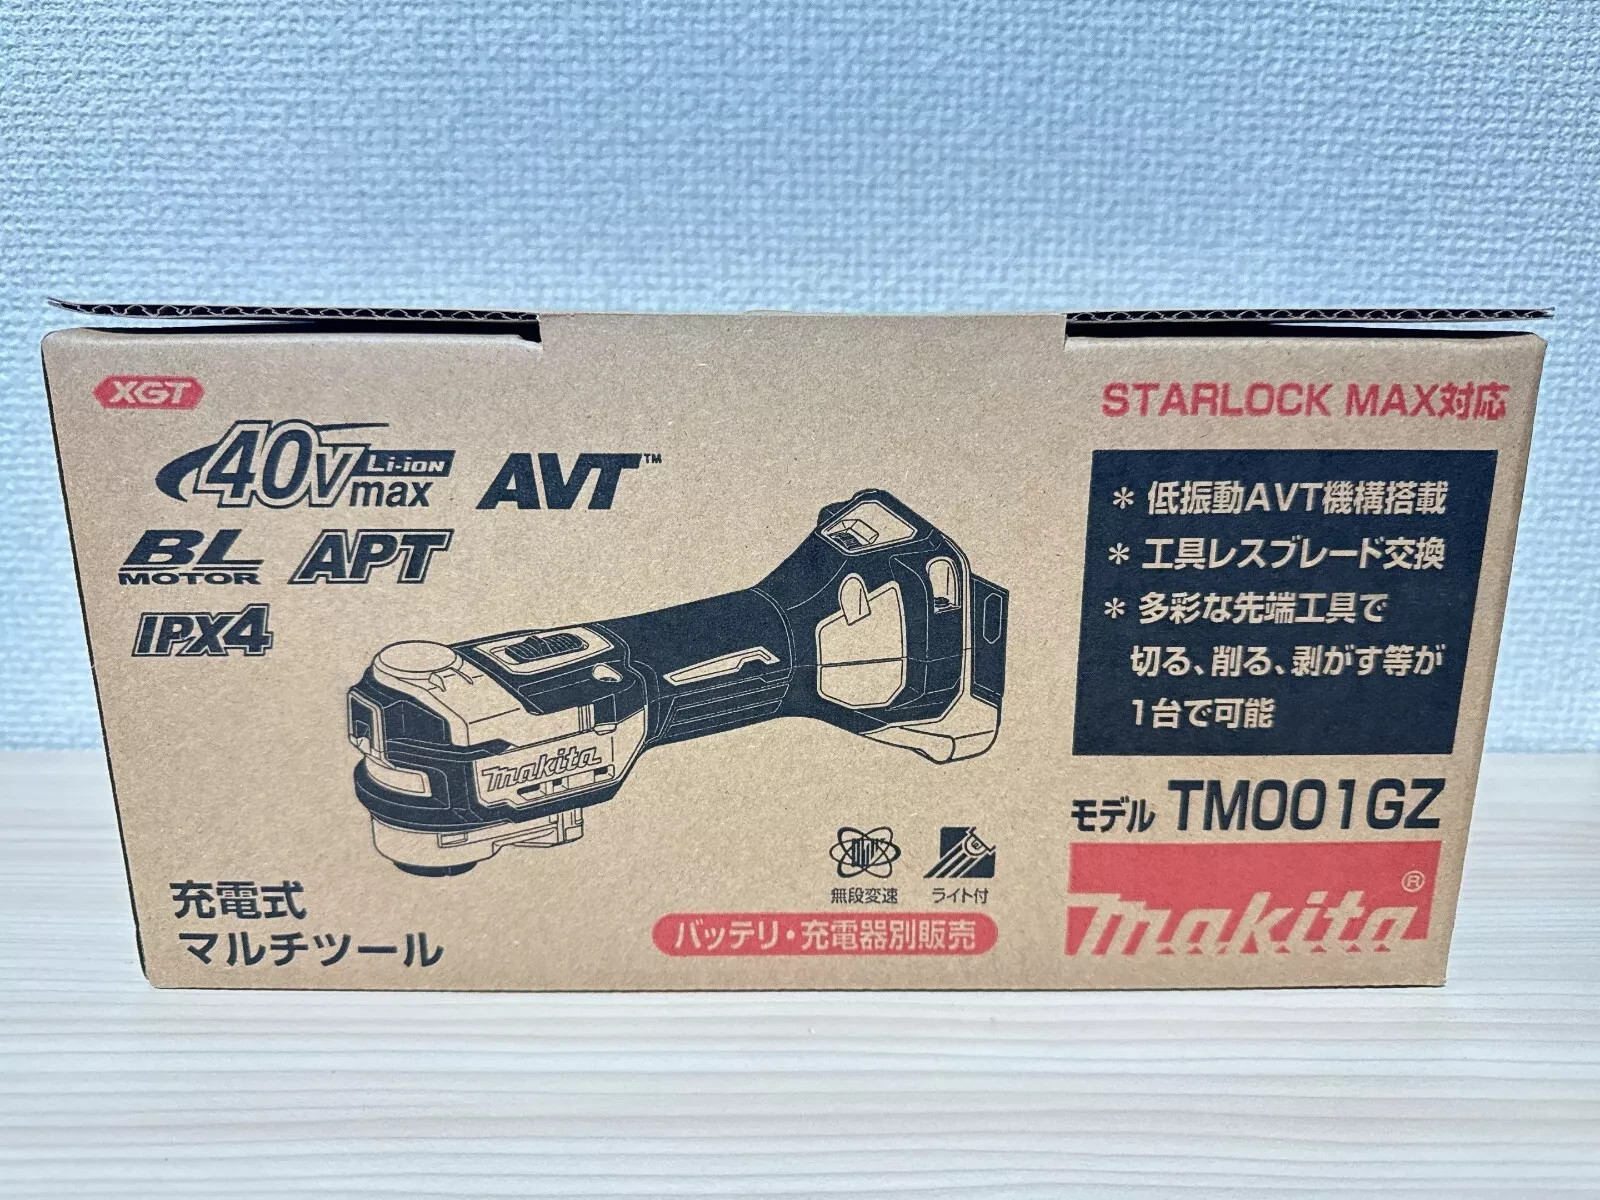 XGT
STARLOCK MAX対応
40Vmax Li-ion
AVT™
BL
MOTOR
APT
IPX4
* 低振動AVT機構搭載
* 工具レスブレード交換
* 多彩な先端工具で
切る、削る、剥がす等が
1台で可能
makita
モデル TM001GZ
無段変速
ライト付
makita®
充電式
マルチツール
バッテリ・充電器別販売